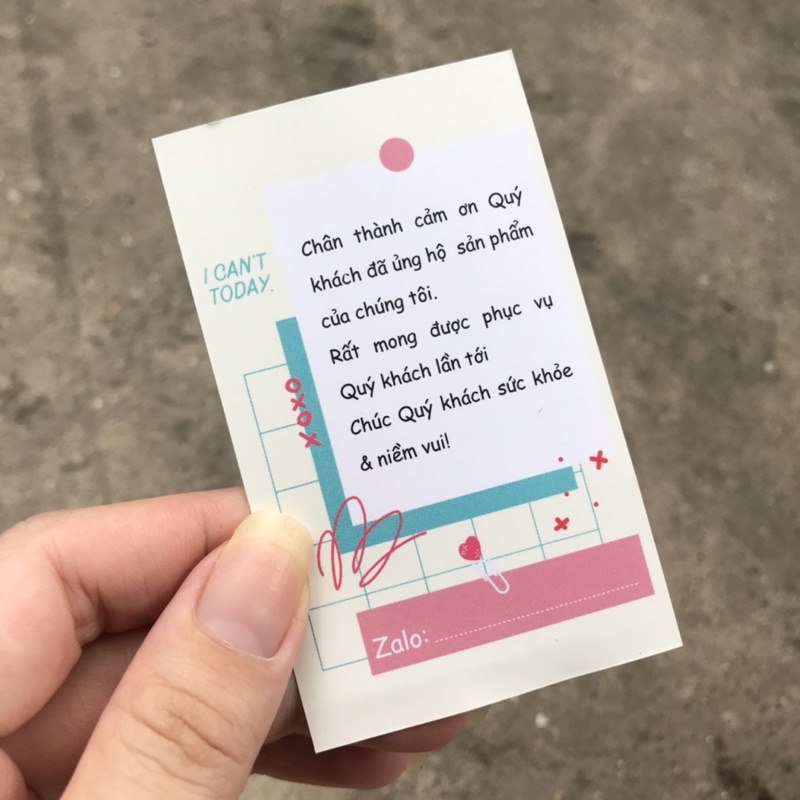 I CAN'T
TODAY.
Chân thành cảm ơn Quý
khách đã ủng hộ sản phẩm
của chúng tôi.
Rất mong được phục vụ
Quý khách lần tới
Chúc Quý khách sức khỏe
& niềm vui!
XOXO
Zalo: ........................................